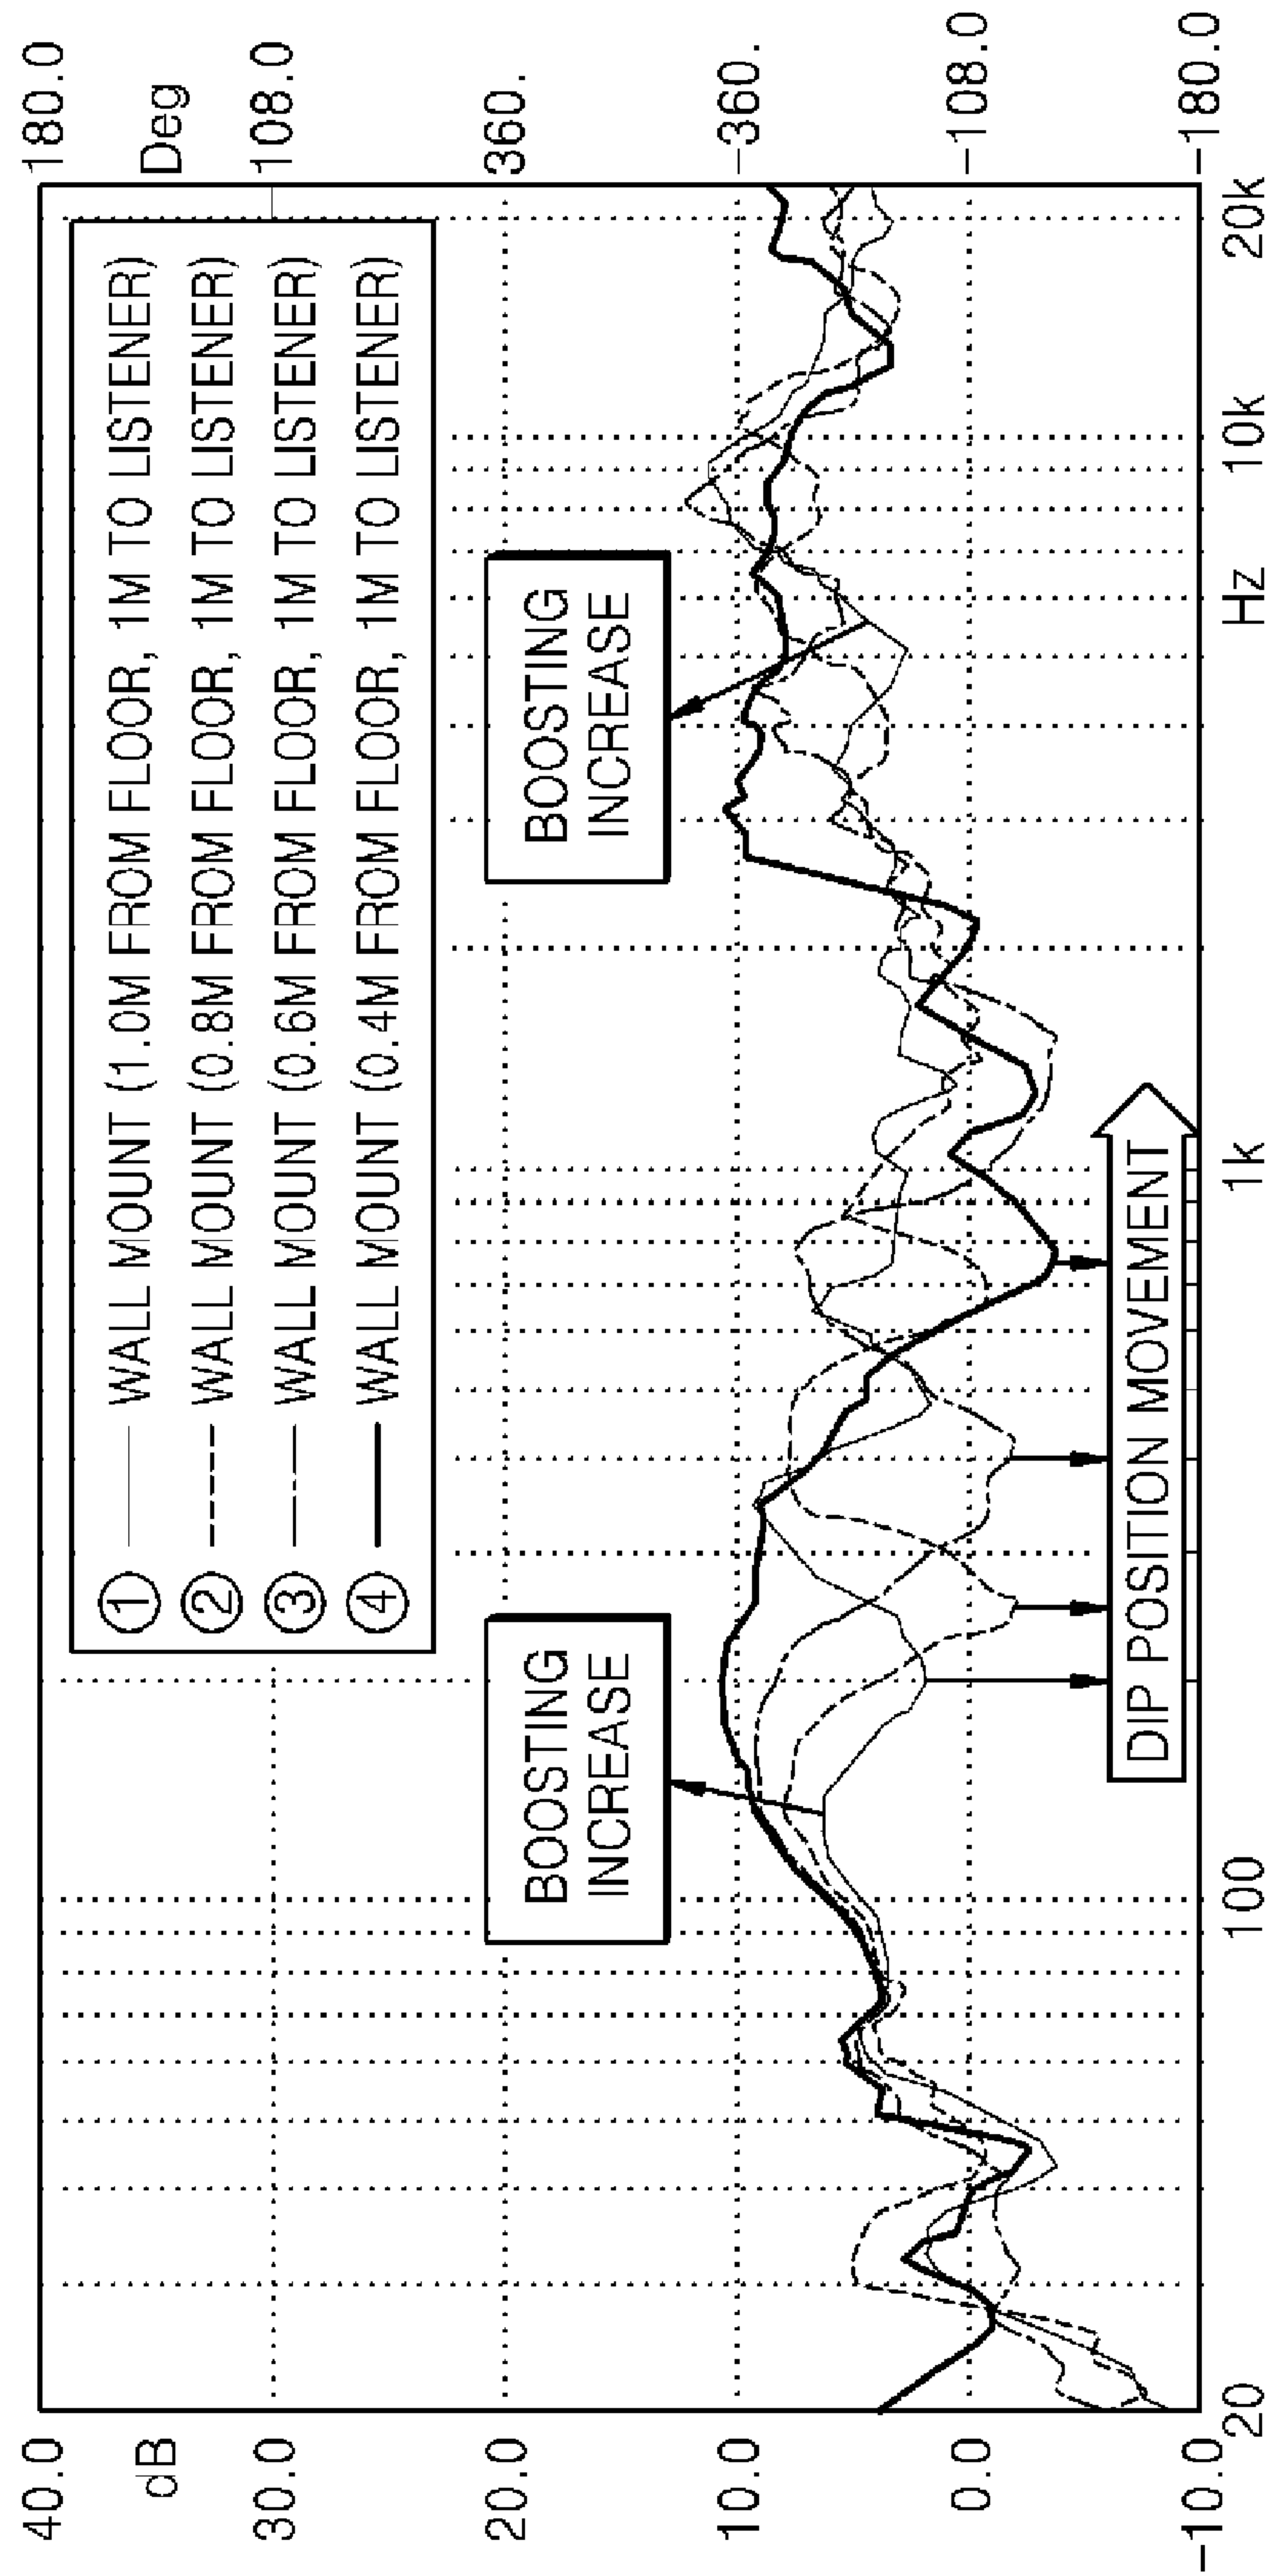 40.0
dB
30.0
20.0
10.0
0.0
-10.0
180.0
Deg
108.0
360.
-360.
-108.0
-180.0
① WALL MOUNT (1.0M FROM FLOOR, 1M TO LISTENER)
② WALL MOUNT (0.8M FROM FLOOR, 1M TO LISTENER)
③ WALL MOUNT (0.6M FROM FLOOR, 1M TO LISTENER)
④ WALL MOUNT (0.4M FROM FLOOR, 1M TO LISTENER)
BOOSTING
INCREASE
BOOSTING
INCREASE
DIP POSITION MOVEMENT
20 100 1k Hz 10k 20k